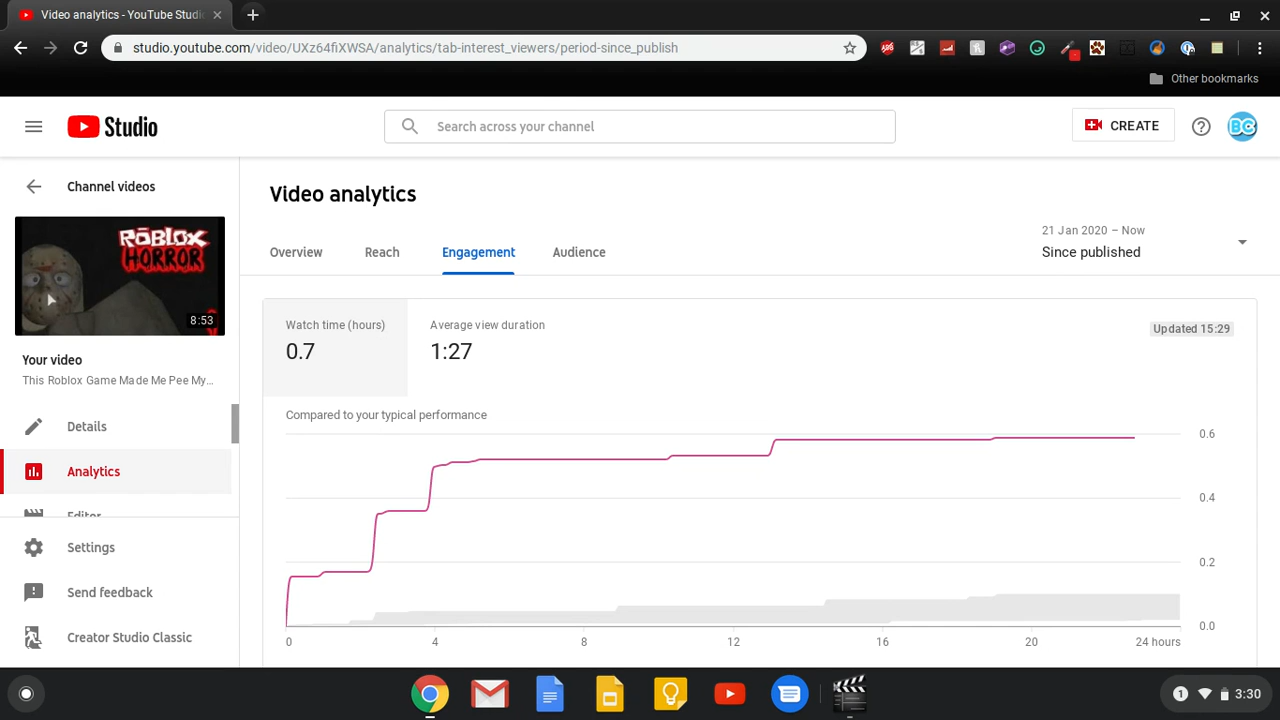 Video analytics - YouTube Studi
studio.youtube.com/video/UXz64fiXWSA/analytics/tab-interest_viewers/period-since_publish
ABP
Other bookmarks
Studio
Search across your channel
CREATE
BC
Channel videos
ROBLOX
HORROR
8:53
Your video
This Roblox Game Made Me Pee My...
Details
Analytics
Editor
Settings
Send feedback
Creator Studio Classic
Video analytics
Overview
Reach
Engagement
Audience
21 Jan 2020 – Now
Since published
Watch time (hours)
0.7
Average view duration
1:27
Updated 15:29
Compared to your typical performance
0.6
0.4
0.2
0.0
0 4 8 12 16 20 24 hours
1 3:30